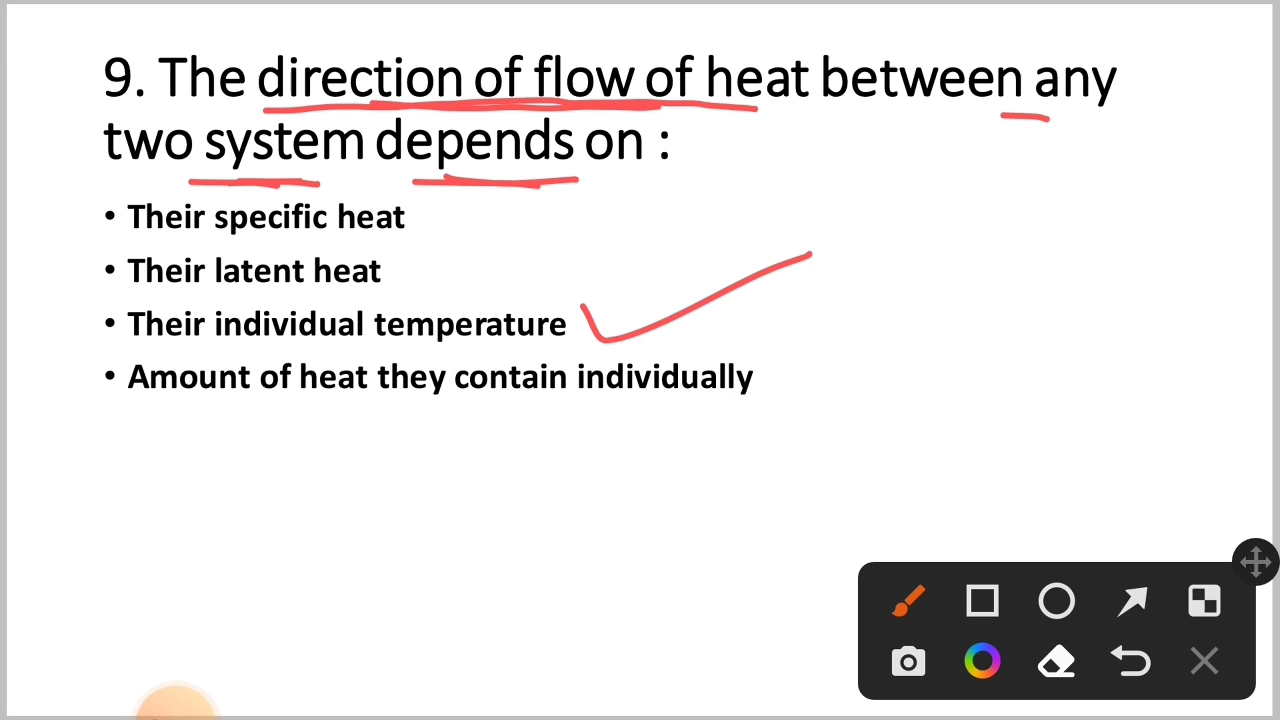 9. The direction of flow of heat between any
two system depends on :
• Their specific heat
• Their latent heat
• Their individual temperature
• Amount of heat they contain individually